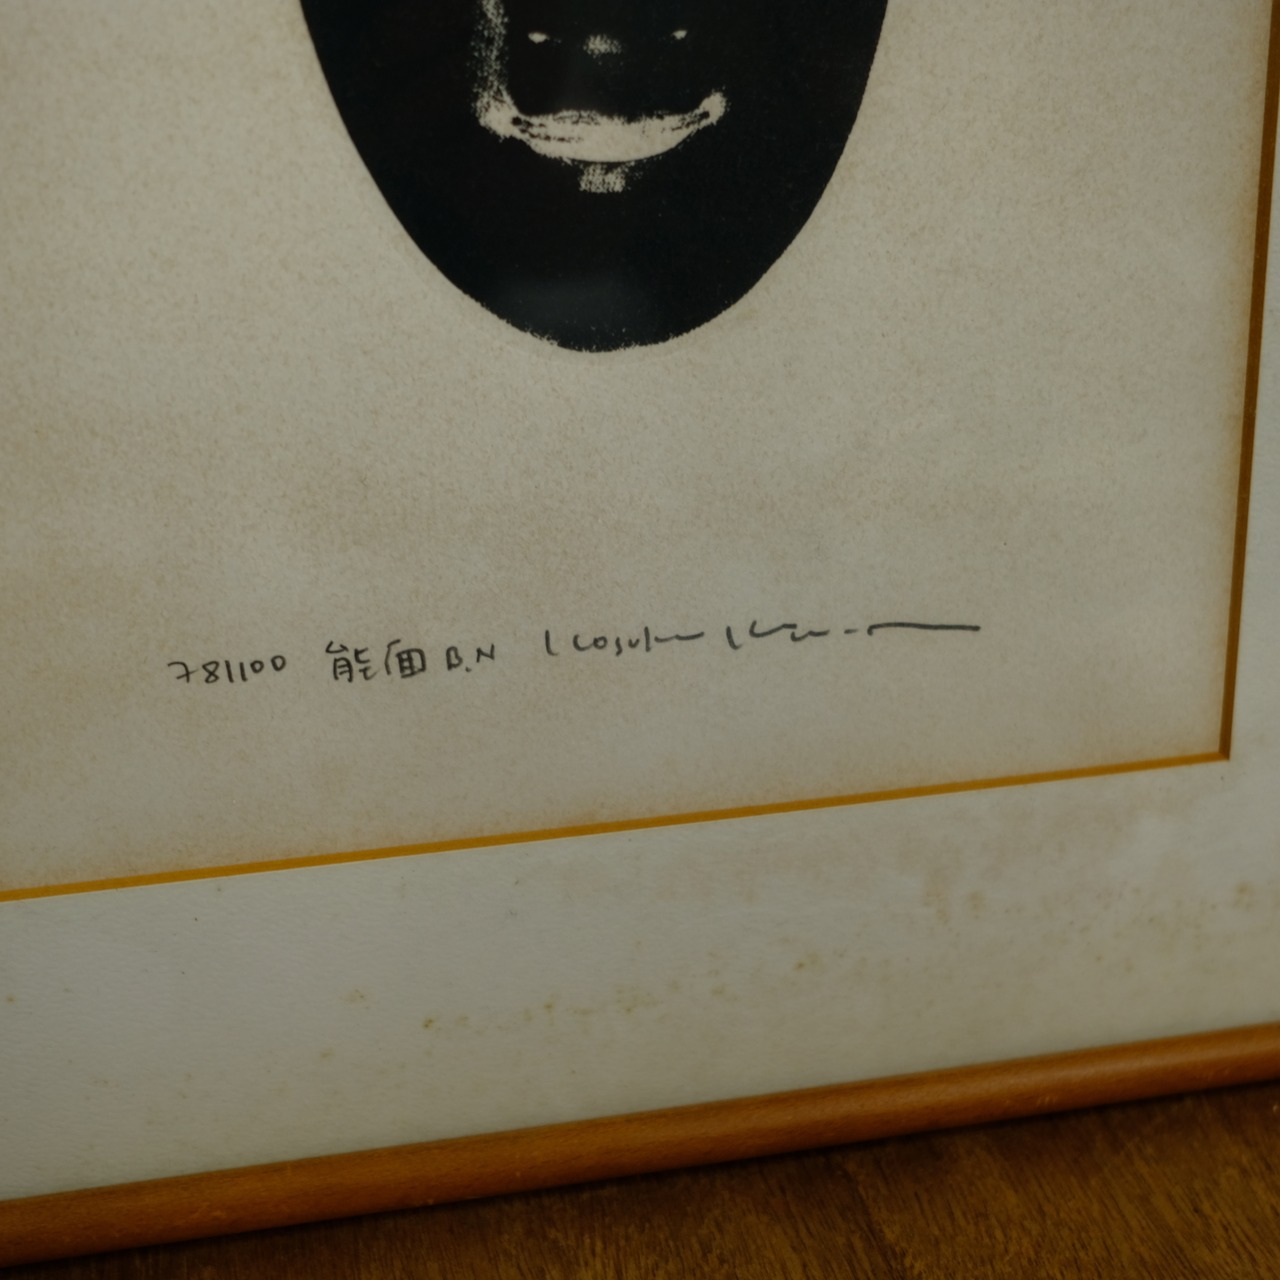 78/100 能面 B.N Kosuke Kimura